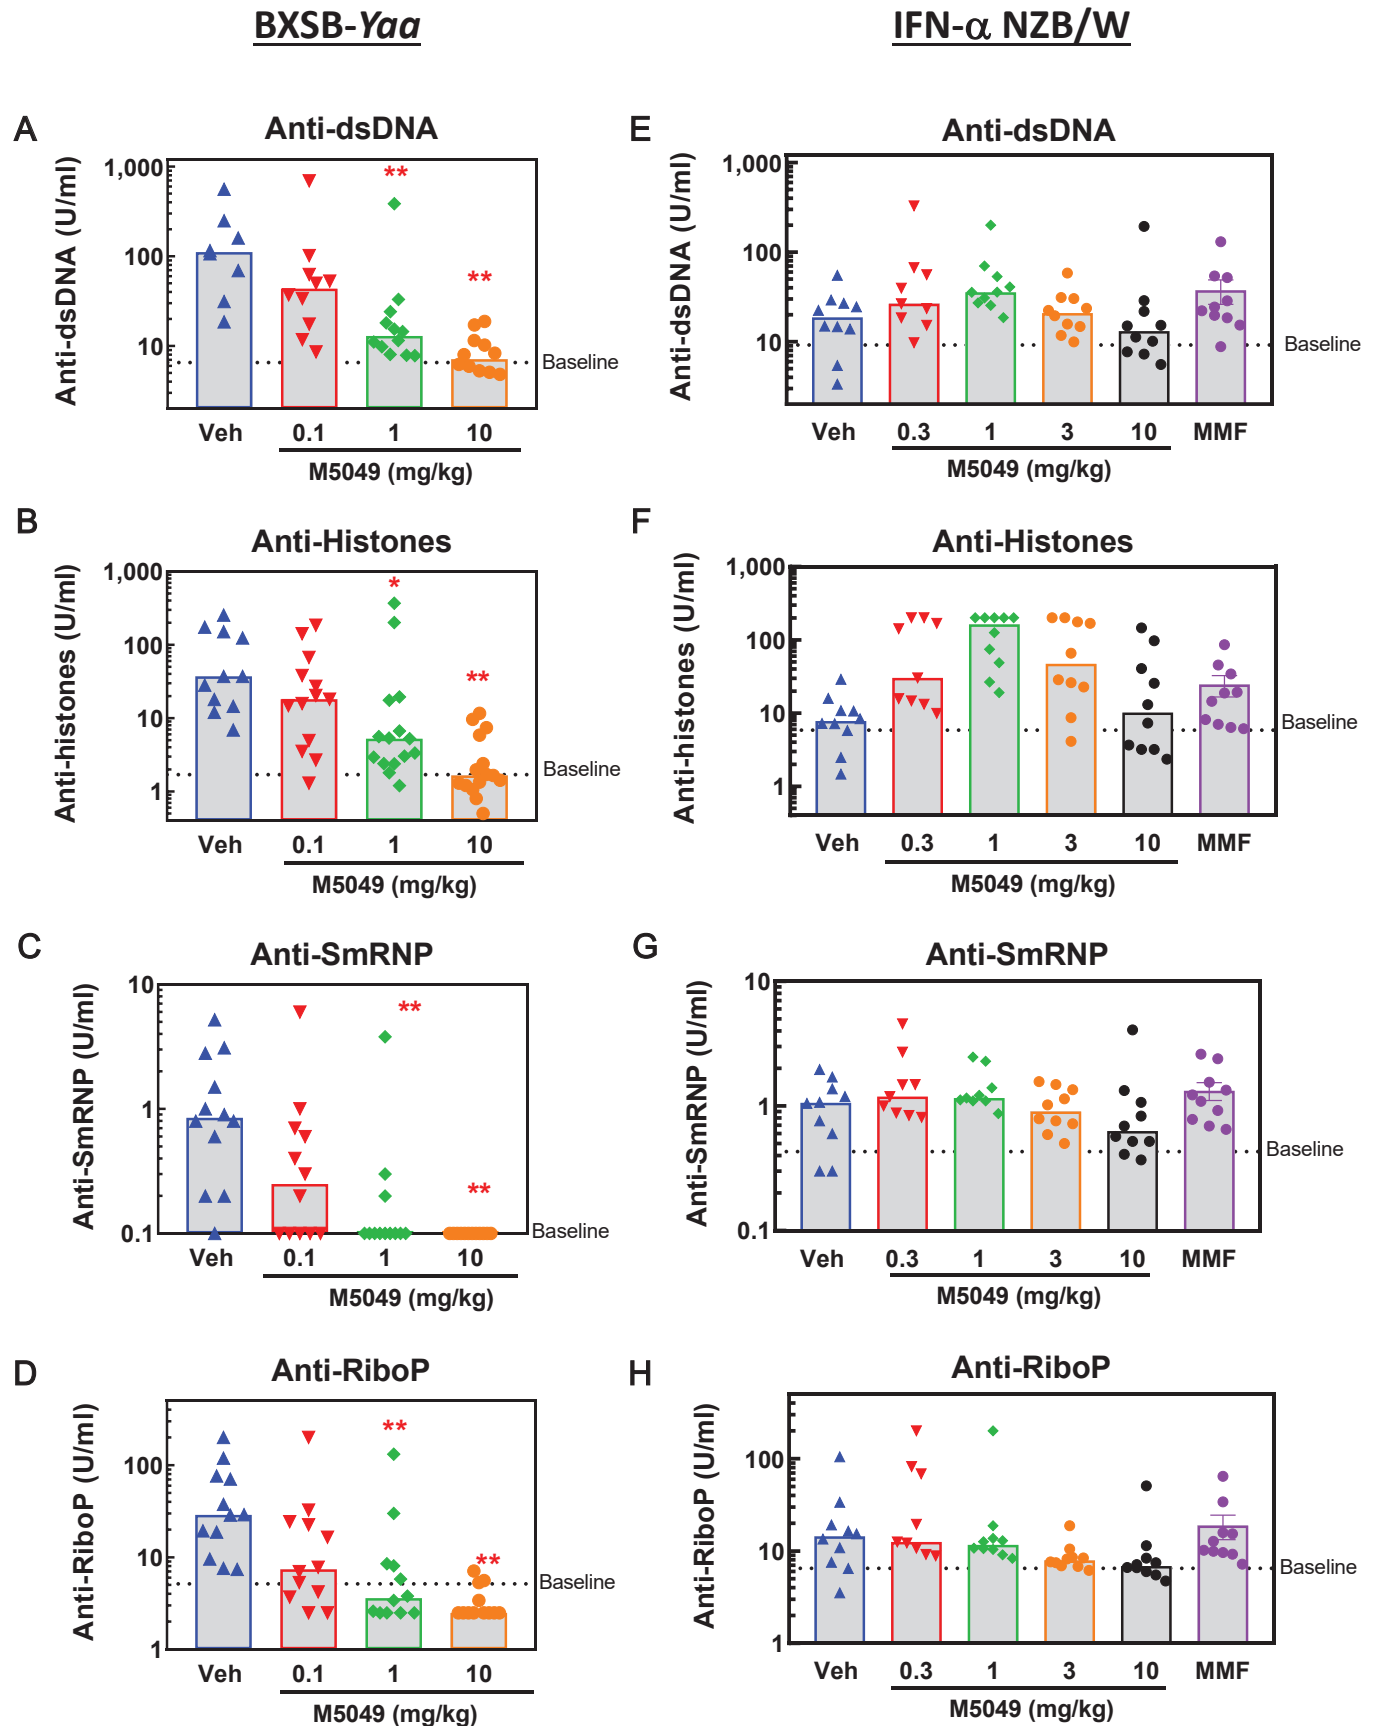 BXSB-Yaa
IFN-α NZB/W
A
Anti-dsDNA
Anti-dsDNA (U/ml)
1,000
100
10
**
**
Baseline
Veh 0.1 1 10
M5049 (mg/kg)
E
Anti-dsDNA
Anti-dsDNA (U/ml)
1,000
100
10
Baseline
Veh 0.3 1 3 10 MMF
M5049 (mg/kg)
B
Anti-Histones
Anti-histones (U/ml)
1,000
100
10
1
*
**
Baseline
Veh 0.1 1 10
M5049 (mg/kg)
F
Anti-Histones
Anti-histones (U/ml)
1,000
100
10
1
Baseline
Veh 0.3 1 3 10 MMF
M5049 (mg/kg)
C
Anti-SmRNP
Anti-SmRNP (U/ml)
10
1
0.1
**
**
Baseline
Veh 0.1 1 10
M5049 (mg/kg)
G
Anti-SmRNP
Anti-SmRNP (U/ml)
10
1
0.1
Baseline
Veh 0.3 1 3 10 MMF
M5049 (mg/kg)
D
Anti-RiboP
Anti-RiboP (U/ml)
100
10
1
**
**
Baseline
Veh 0.1 1 10
M5049 (mg/kg)
H
Anti-RiboP
Anti-RiboP (U/ml)
100
10
1
Baseline
Veh 0.3 1 3 10 MMF
M5049 (mg/kg)